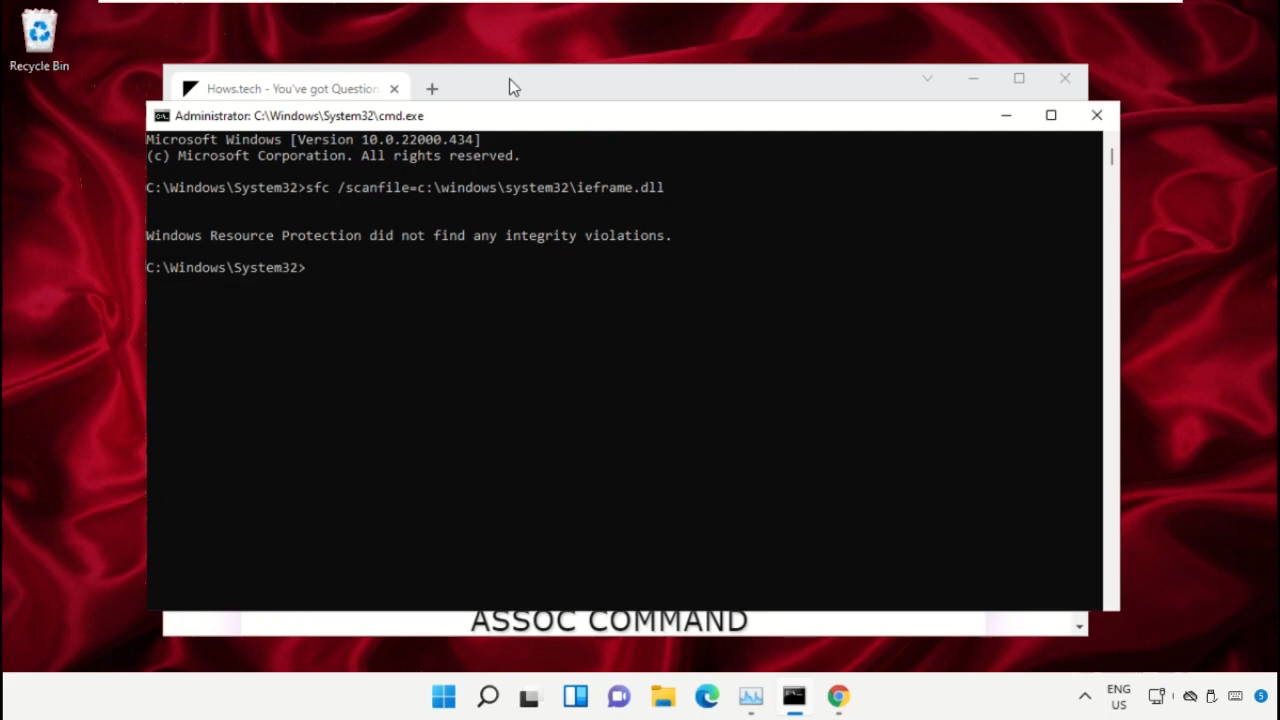 Recycle Bin
Hows.tech - You've got Question
Administrator: C:\Windows\System32\cmd.exe
Microsoft Windows [Version 10.0.22000.434]
(c) Microsoft Corporation. All rights reserved.
C:\Windows\System32>sfc /scanfile=c:\windows\system32\ieframe.dll
Windows Resource Protection did not find any integrity violations.
C:\Windows\System32>
ASSOC COMMAND
ENG
US
5